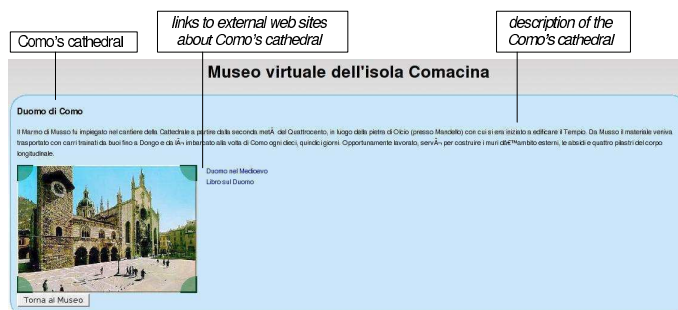 links to external web sites
about Como's cathedral
description of the
Como's cathedral
Como's cathedral
Museo virtuale dell'isola Comacina
Duomo di Como
Il Marmo di Musso fu impiegato nel cantiere della Cattedrale a partire dalla seconda metÃ del Quattrocento, in luogo della pietra di Olcio (presso Mandello) con cui si era iniziato a edificare il Tempio. Da Musso il materiale veniva
trasportato con carri trainati da buoi fino a Dongo e da lÃ¬ imbarcato alla volta di Como ogni dieci, quindici giorni. Opportunamente lavorato, servÃ¬ per costruire i muri dâ€™ambito esterni, le absidi e quattro pilastri del corpo
longitudinale.
Duomo nel Medioevo
Libro sul Duomo
Torna al Museo